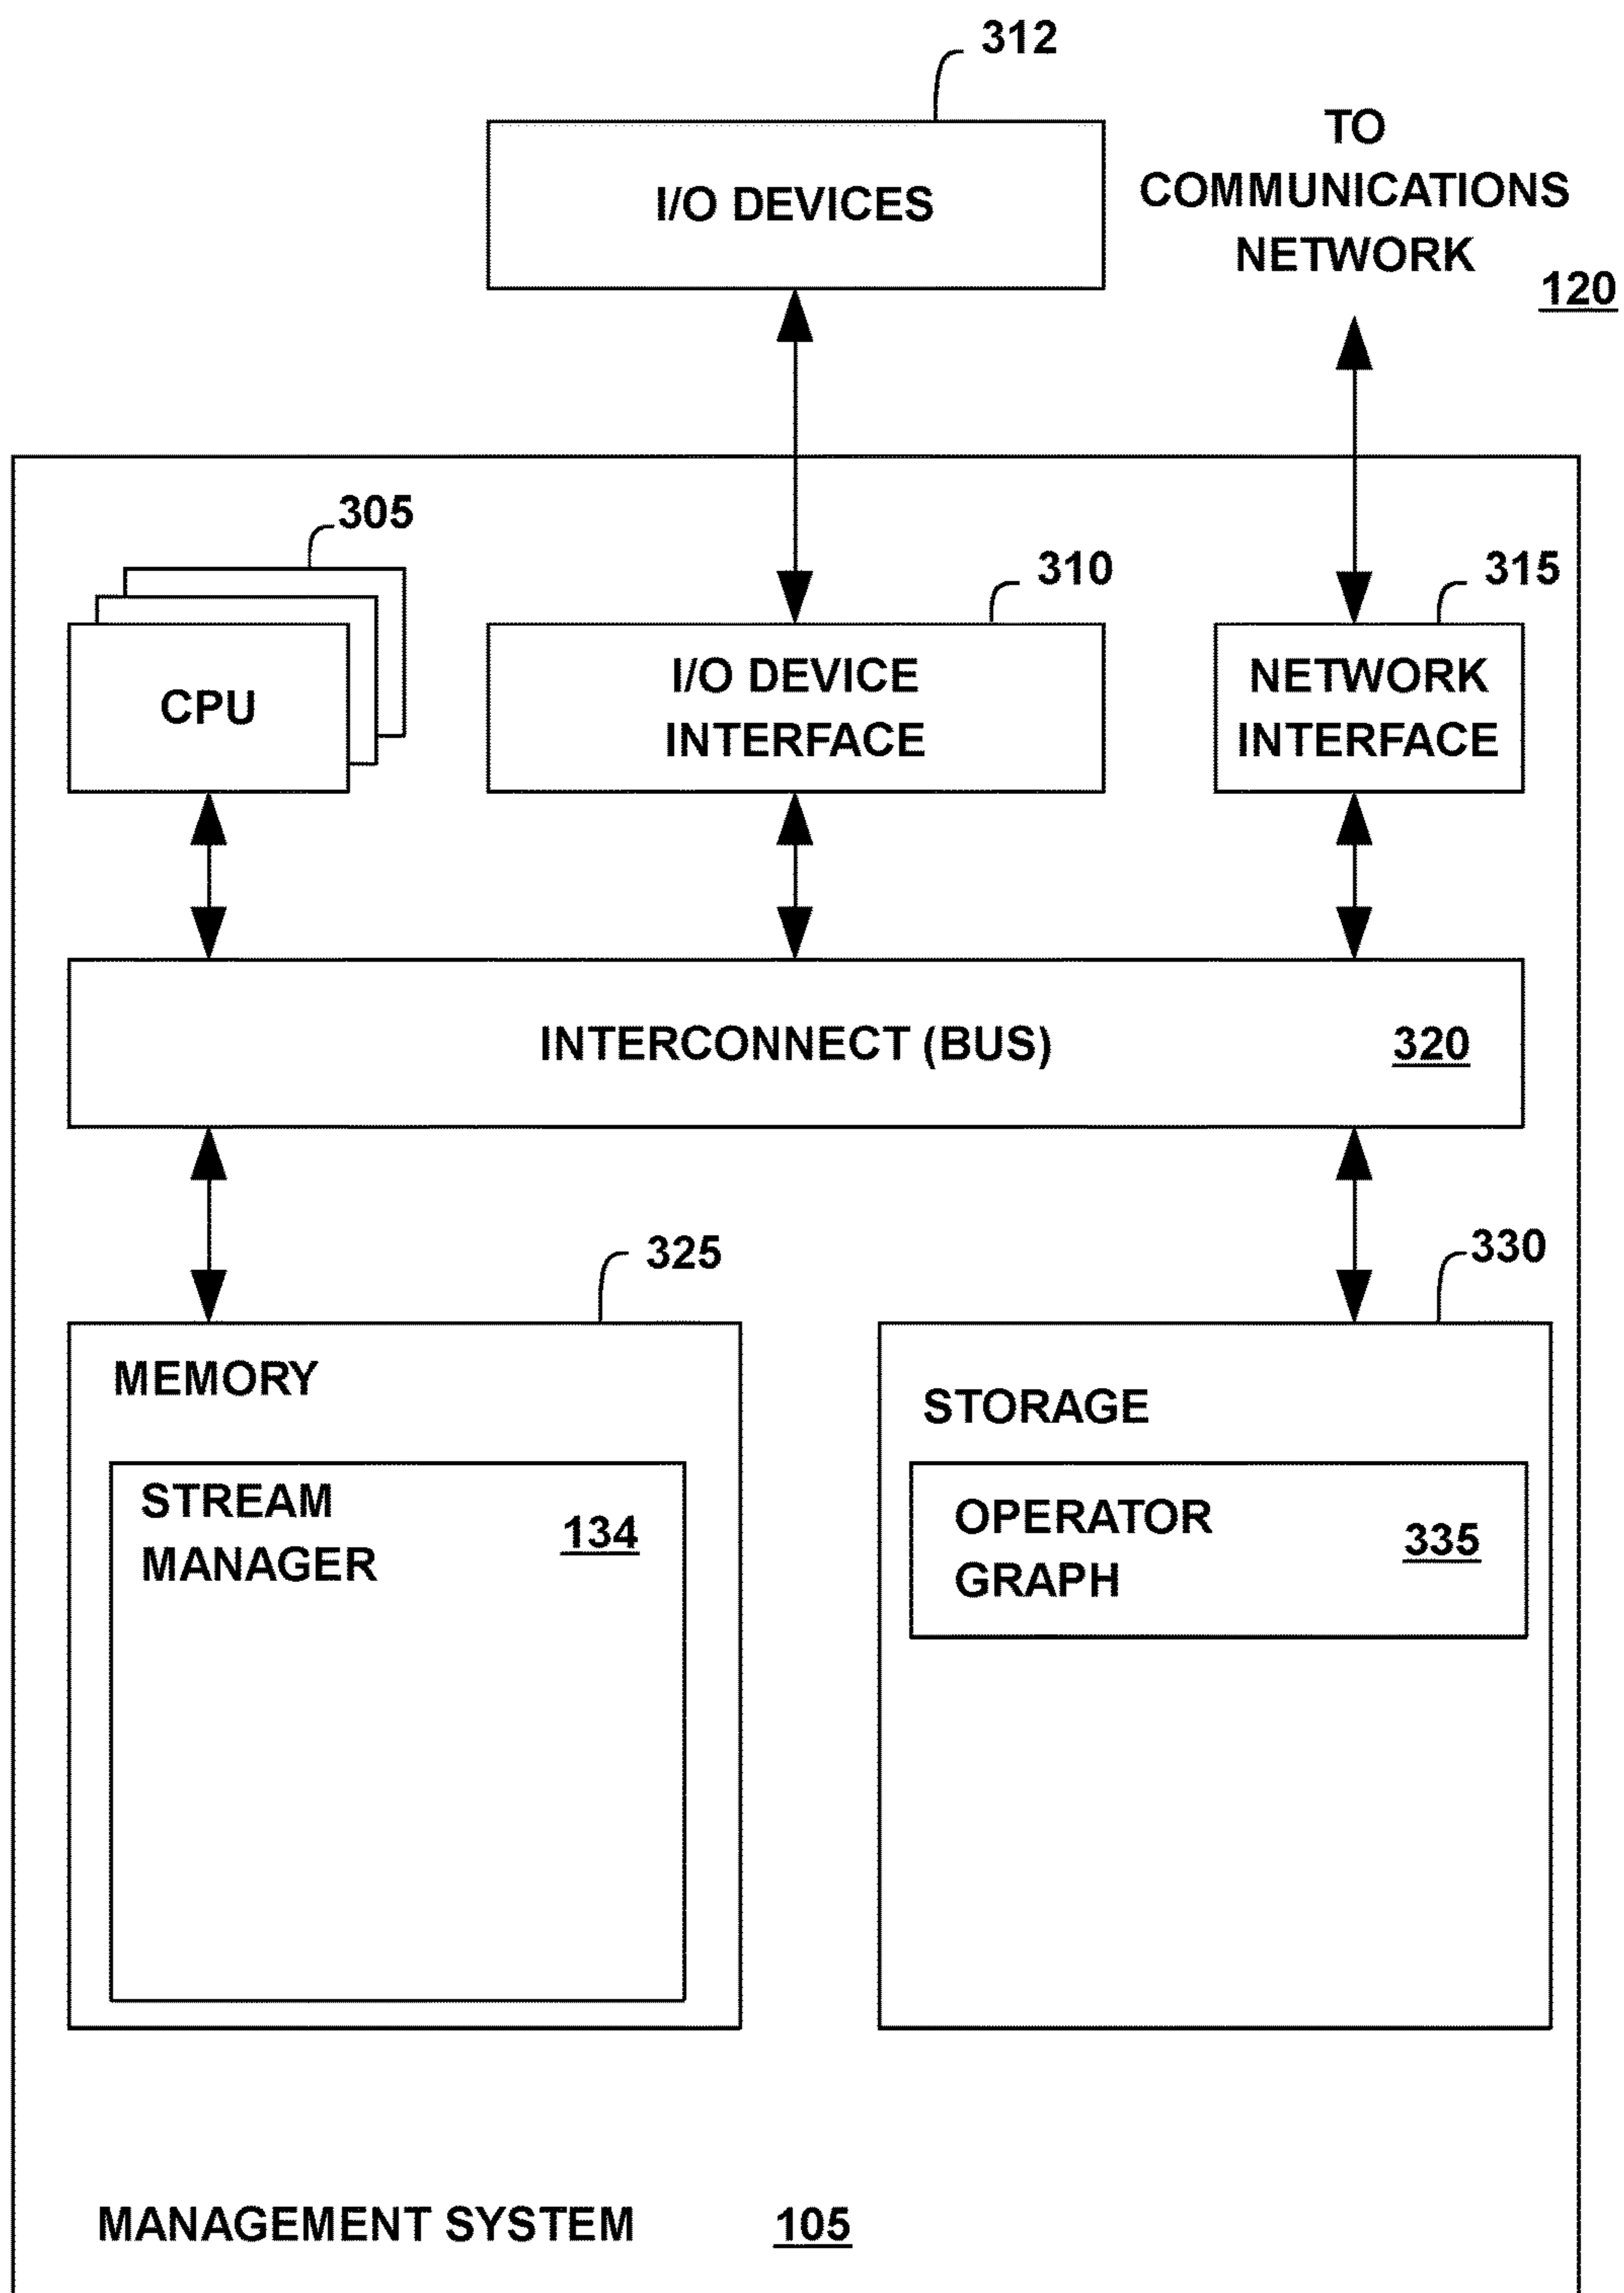 312
I/O DEVICES
TO
COMMUNICATIONS
NETWORK
120
305
310
315
CPU
I/O DEVICE
INTERFACE
NETWORK
INTERFACE
INTERCONNECT (BUS)
320
325
330
MEMORY
STREAM
MANAGER
134
STORAGE
OPERATOR
GRAPH
335
MANAGEMENT SYSTEM
105